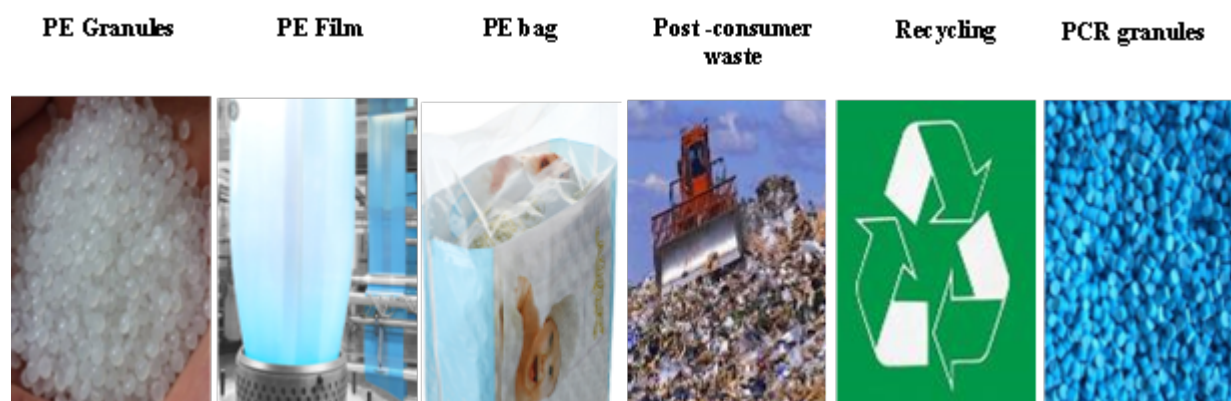 PE Granules
PE Film
PE bag
Post -consumer
waste
Recycling
PCR granules